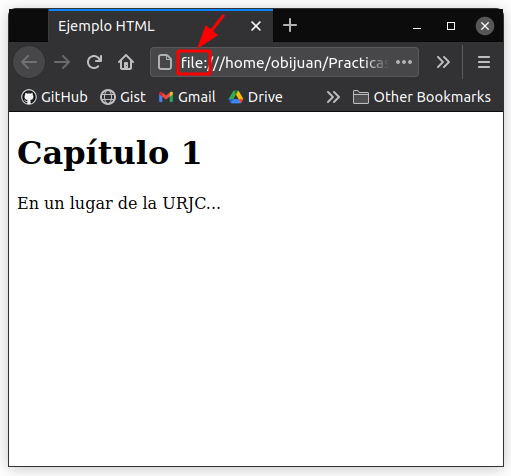 Ejemplo HTML
file:///home/obijuan/Practicas
GitHub Gist Gmail Drive Other Bookmarks
Capítulo 1
En un lugar de la URJC...